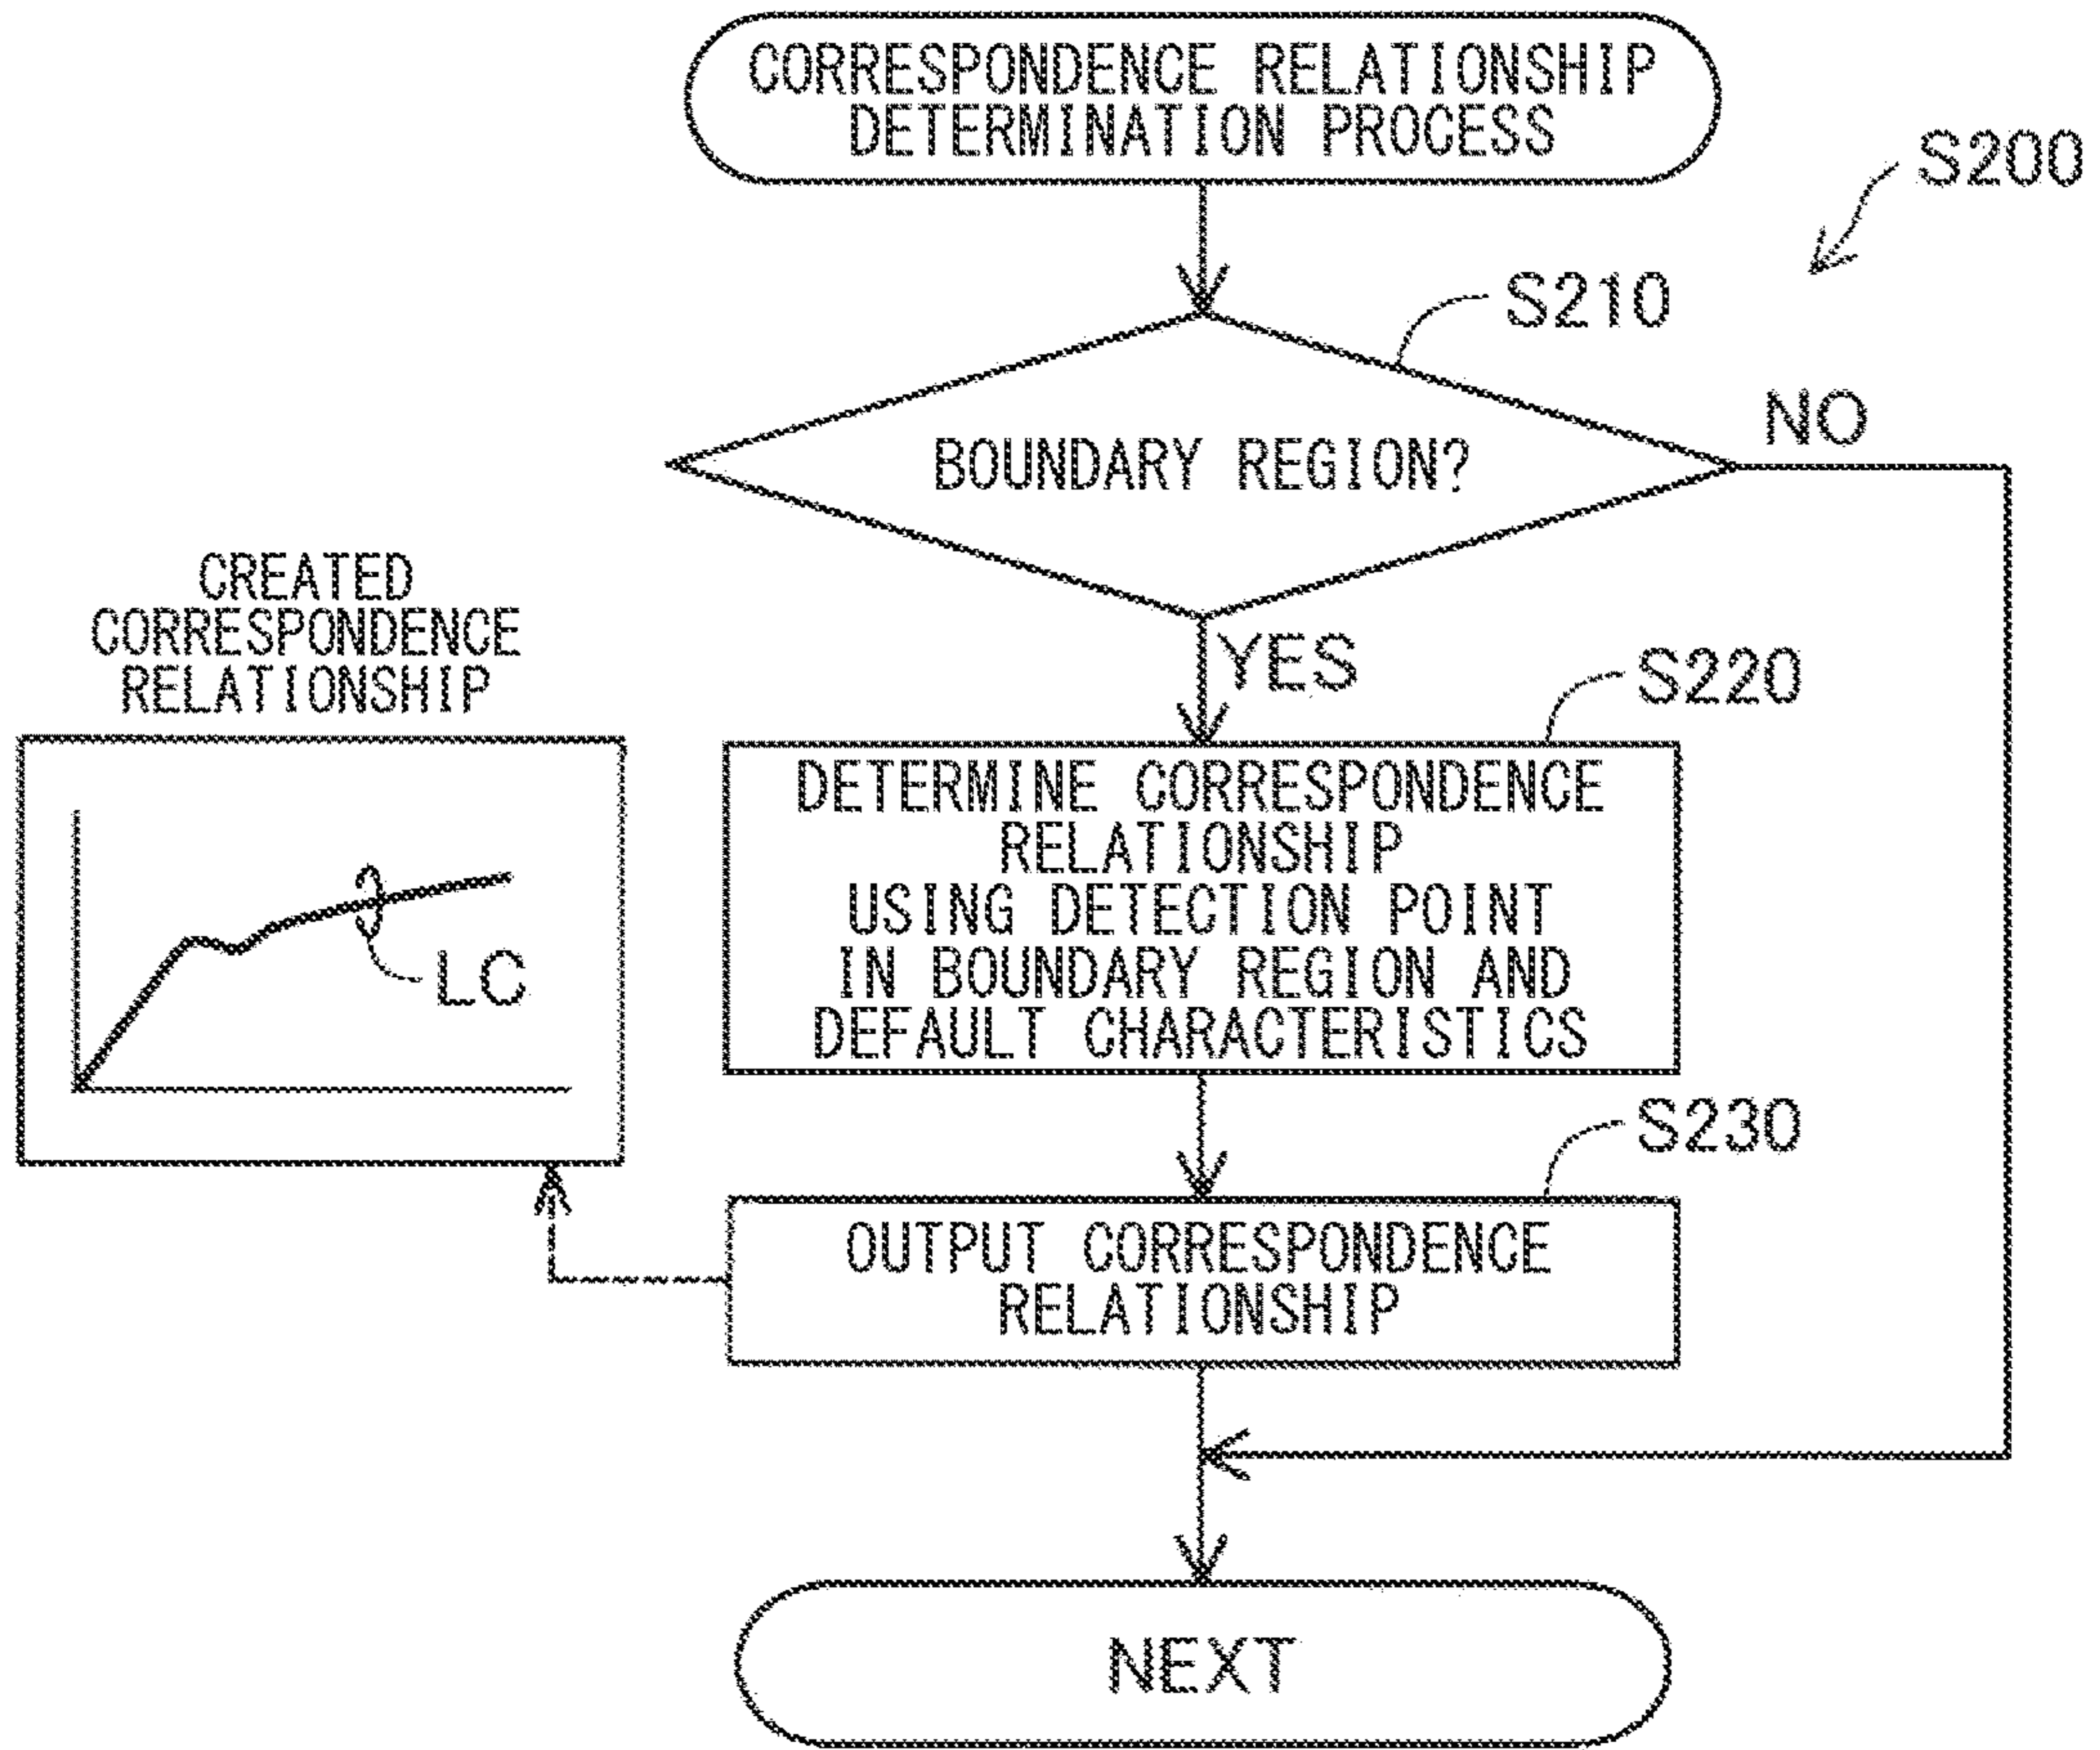 CORRESPONDENCE RELATIONSHIP
DETERMINATION PROCESS
S200
S210
BOUNDARY REGION?
NO
YES
CREATED
CORRESPONDENCE
RELATIONSHIP
LC
S220
DETERMINE CORRESPONDENCE
RELATIONSHIP
USING DETECTION POINT
IN BOUNDARY REGION AND
DEFAULT CHARACTERISTICS
S230
OUTPUT CORRESPONDENCE
RELATIONSHIP
NEXT